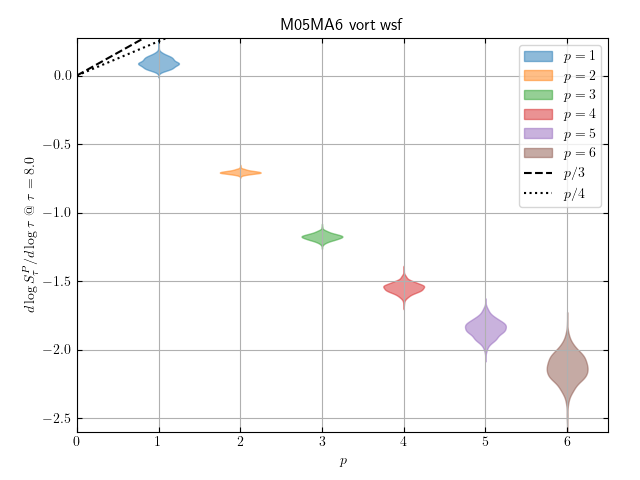 M05MA6 vort wsf
d log S_τ^P / d log τ @ τ = 8.0
0.0
−0.5
−1.0
−1.5
−2.0
−2.5
0 1 2 3 4 5 6
p
p = 1
p = 2
p = 3
p = 4
p = 5
p = 6
p/3
p/4